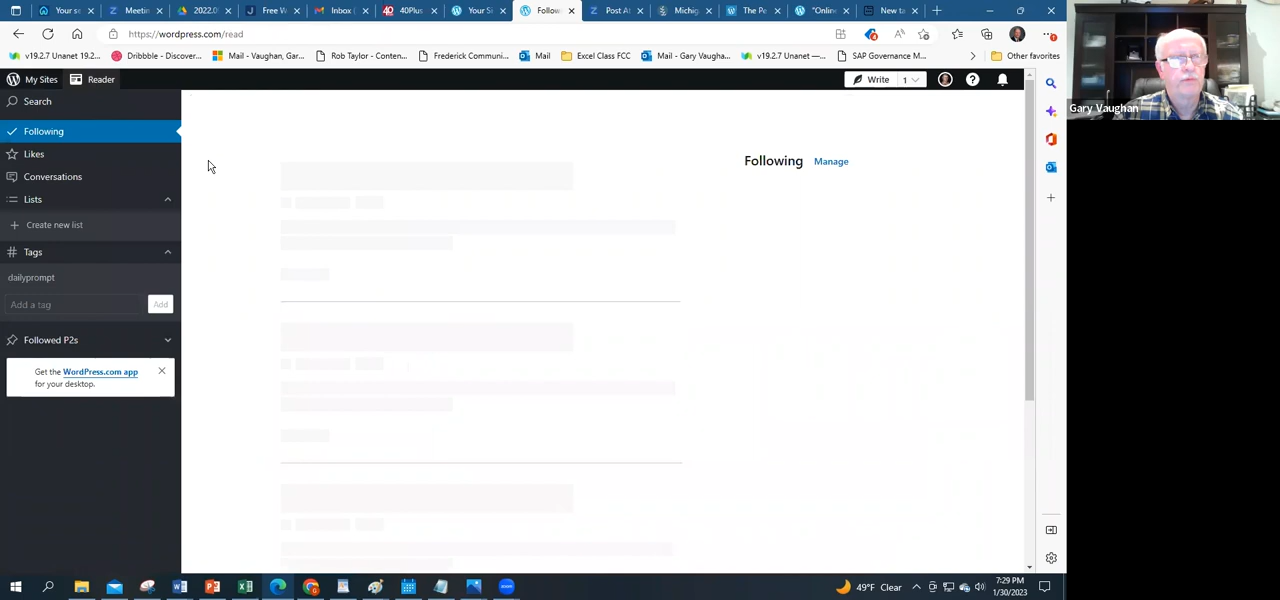 Your se
Meetin
2022.0
Free W
Inbox (
40Plus
Your Si
Follow
Post At
Michig
The Pe
"Onlin
New ta
https://wordpress.com/read
v19.2.7 Unanet 19.2...
Dribbble - Discover...
Mail - Vaughan, Gar...
Rob Taylor - Conten...
Frederick Communi...
Mail
Excel Class FCC
Mail - Gary Vaugha...
v19.2.7 Unanet —...
SAP Governance M...
Other favorites
My Sites
Reader
Write
1
Search
Following
Likes
Conversations
Lists
Create new list
Tags
dailyprompt
Add a tag
Add
Followed P2s
Get the WordPress.com app
for your desktop.
Following
Manage
Gary Vaughan
49°F Clear
7:29 PM
1/30/2023